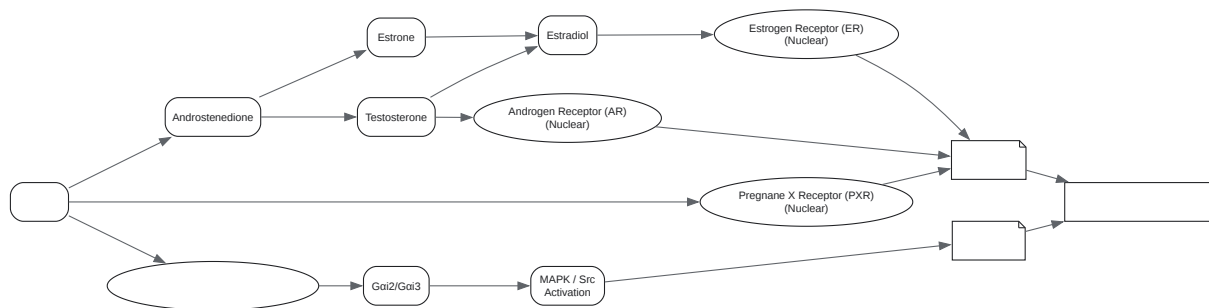 Estrone
Estradiol
Estrogen Receptor (ER)
(Nuclear)
Androstenedione
Testosterone
Androgen Receptor (AR)
(Nuclear)
Pregnane X Receptor (PXR)
(Nuclear)
Gαi2/Gαi3
MAPK / Src
Activation